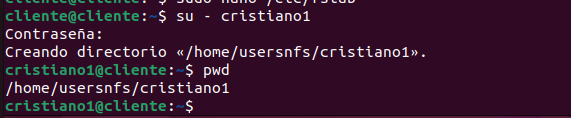 cliente@cliente:~$ sudo nano /etc/fstab
cliente@cliente:~$ su - cristiano1
Contraseña:
Creando directorio «/home/usersnfs/cristiano1».
cristiano1@cliente:~$ pwd
/home/usersnfs/cristiano1
cristiano1@cliente:~$